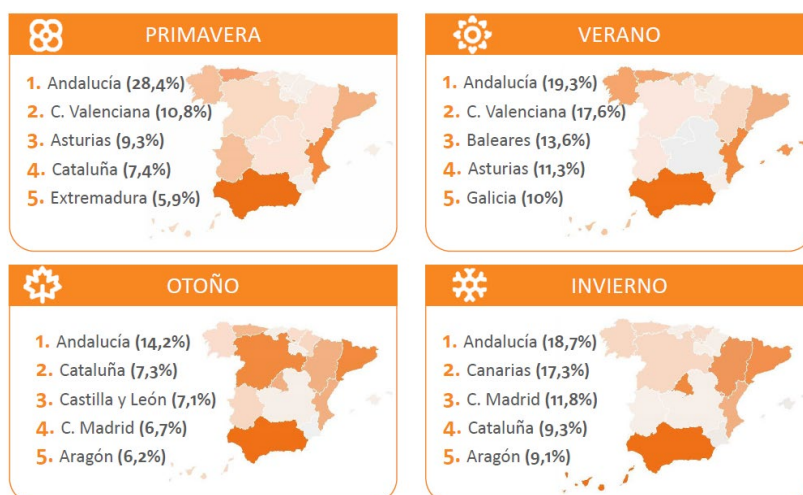 PRIMAVERA
1. Andalucía (28,4%)
2. C. Valenciana (10,8%)
3. Asturias (9,3%)
4. Cataluña (7,4%)
5. Extremadura (5,9%)
VERANO
1. Andalucía (19,3%)
2. C. Valenciana (17,6%)
3. Baleares (13,6%)
4. Asturias (11,3%)
5. Galicia (10%)
OTOÑO
1. Andalucía (14,2%)
2. Cataluña (7,3%)
3. Castilla y León (7,1%)
4. C. Madrid (6,7%)
5. Aragón (6,2%)
INVIERNO
1. Andalucía (18,7%)
2. Canarias (17,3%)
3. C. Madrid (11,8%)
4. Cataluña (9,3%)
5. Aragón (9,1%)